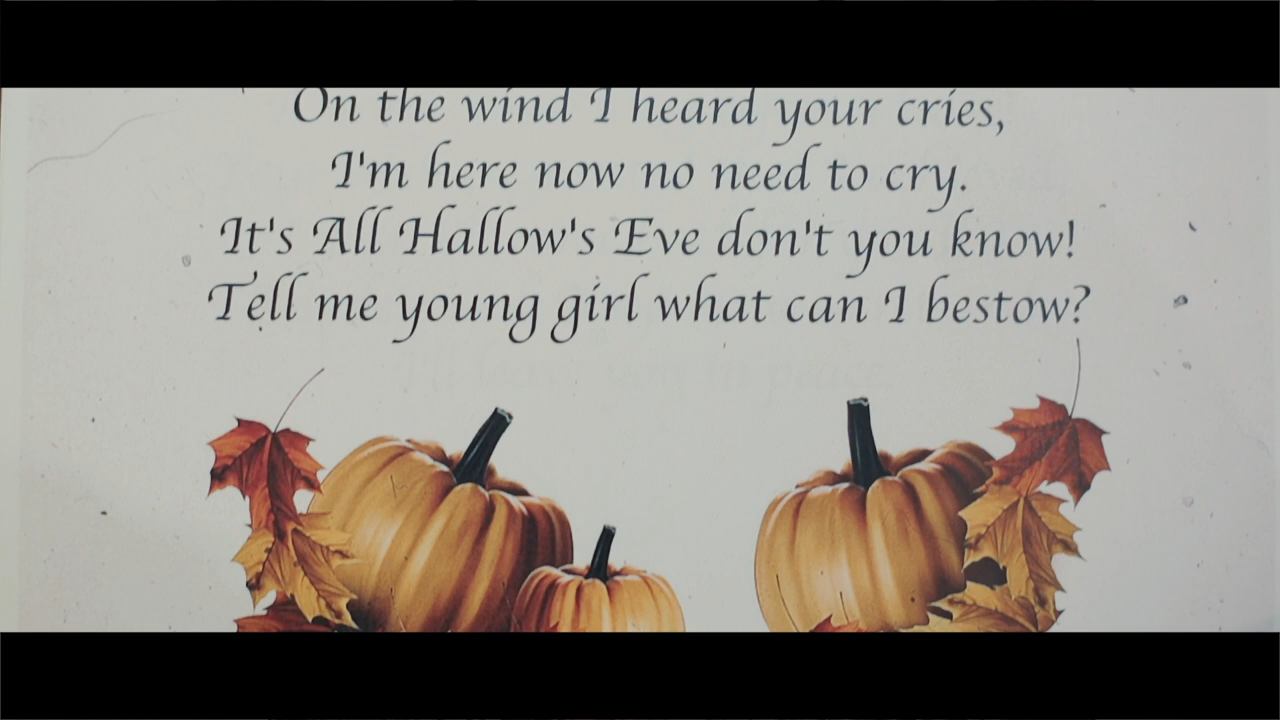 On the wind I heard your cries,
I'm here now no need to cry.
It's All Hallow's Eve don't you know!
Tell me young girl what can I bestow?